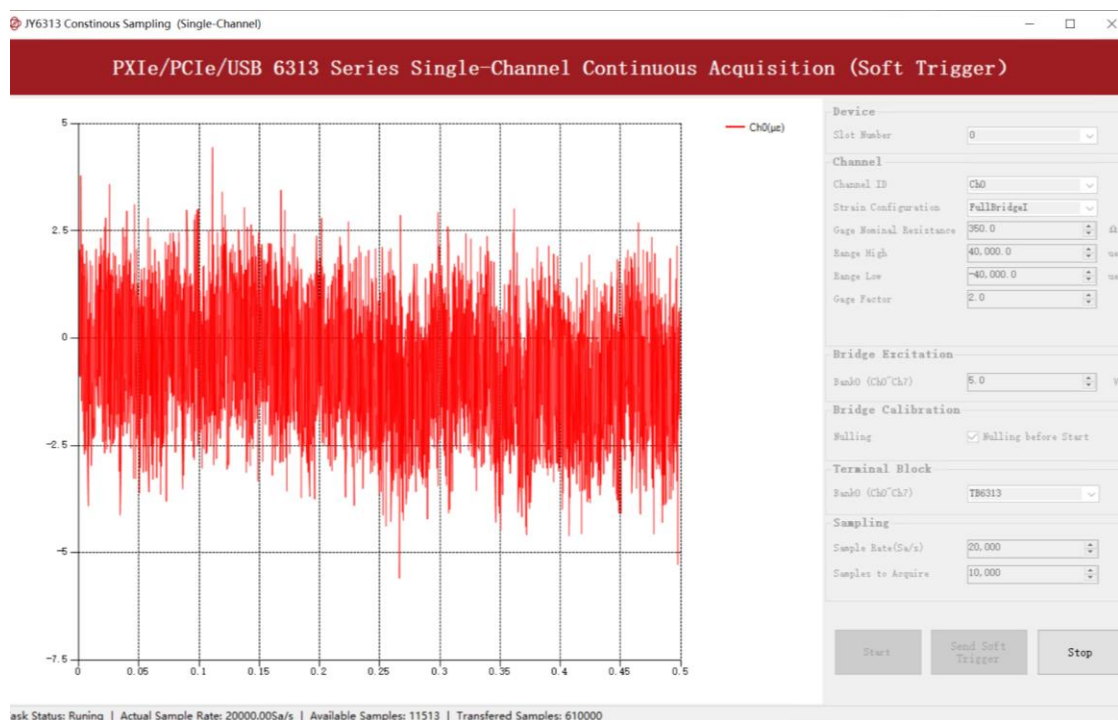 JY6313 Constinous Sampling (Single-Channel)
PXIe/PCIe/USB 6313 Series Single-Channel Continuous Acquisition (Soft Trigger)
5
2.5
0
-2.5
-5
-7.5
0 0.05 0.1 0.15 0.2 0.25 0.3 0.35 0.4 0.45 0.5
Ch0(με)
Device
Slot Number 0
Channel
Channel ID Ch0
Strain Configuration FullBridgeI
Gage Nominal Resistance 350.0 Ω
Range High 40,000.0
Range Low -40,000.0
Gage Factor 2.0
Bridge Excitation
Bank0 (Ch0~Ch7) 5.0 V
Bridge Calibration
Nulling Nulling before Start
Terminal Block
Bank0 (Ch0~Ch7) TB6313
Sampling
Sample Rate(Sa/s) 20,000
Samples to Acquire 10,000
Start
Send Soft
Trigger
Stop
ask Status: Runing | Actual Sample Rate: 20000.00Sa/s | Available Samples: 11513 | Transfered Samples: 610000